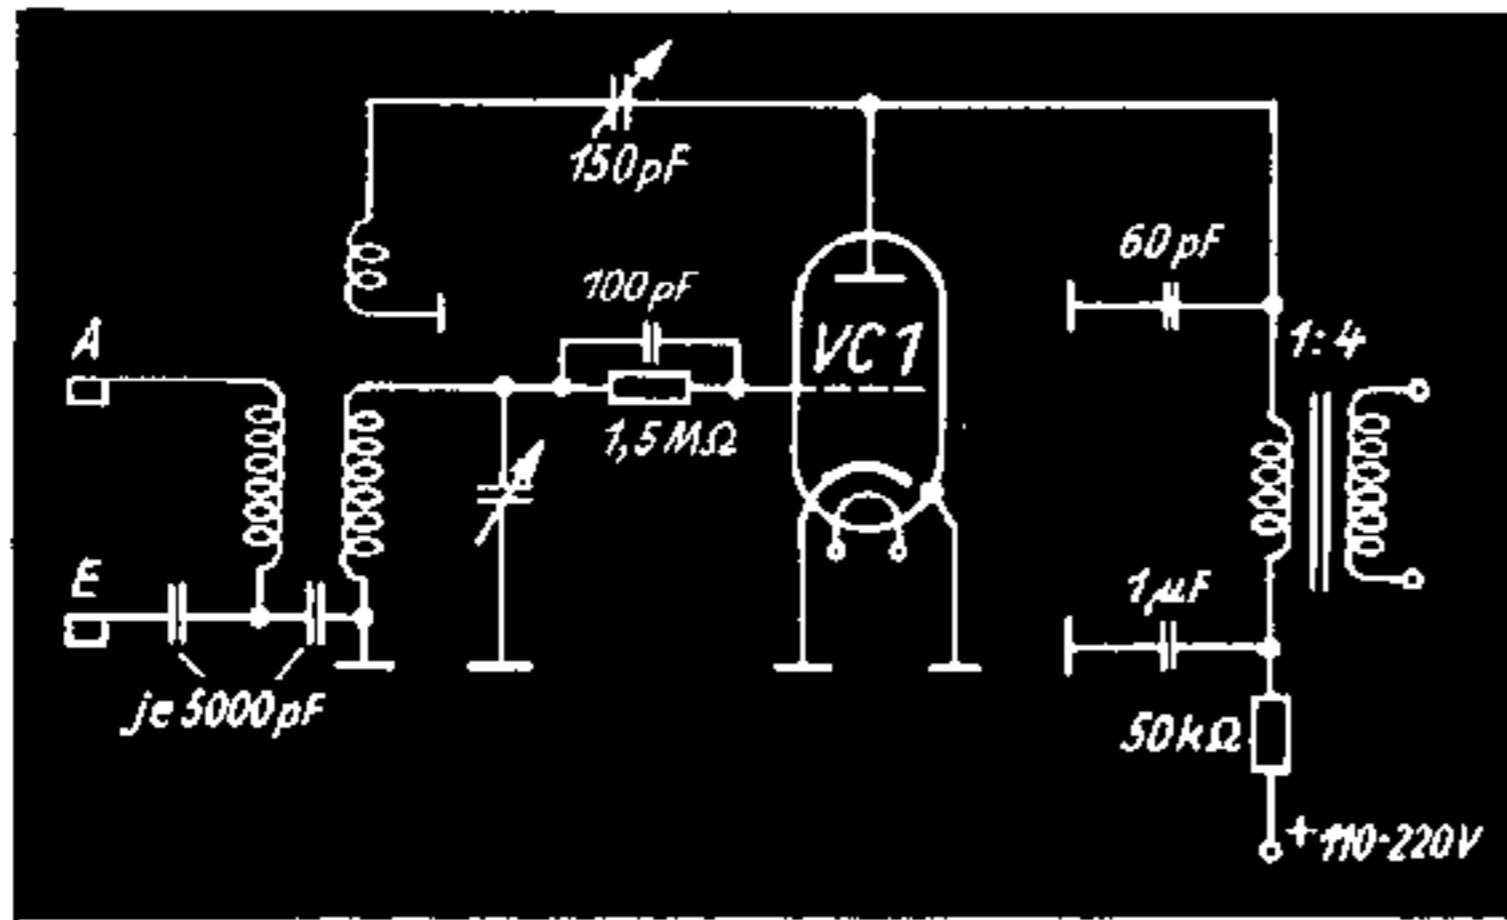 150pF
60pF
100pF
A
VC1
1:4
1,5MΩ
E
1µF
je 5000pF
50kΩ
+110-220V